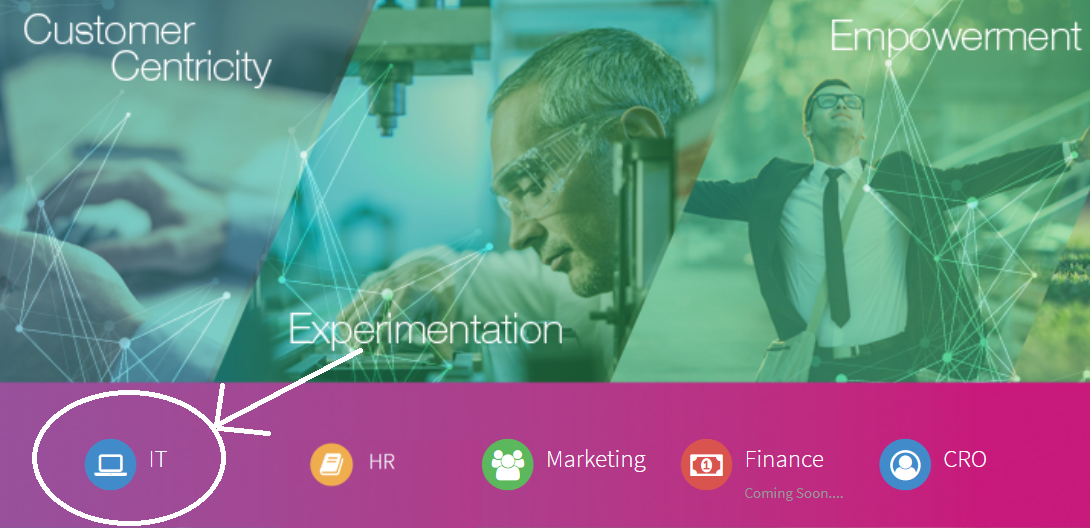 Customer
Centricity
Empowerment
Experimentation
IT
HR
Marketing
Finance
CRO
Coming Soon....